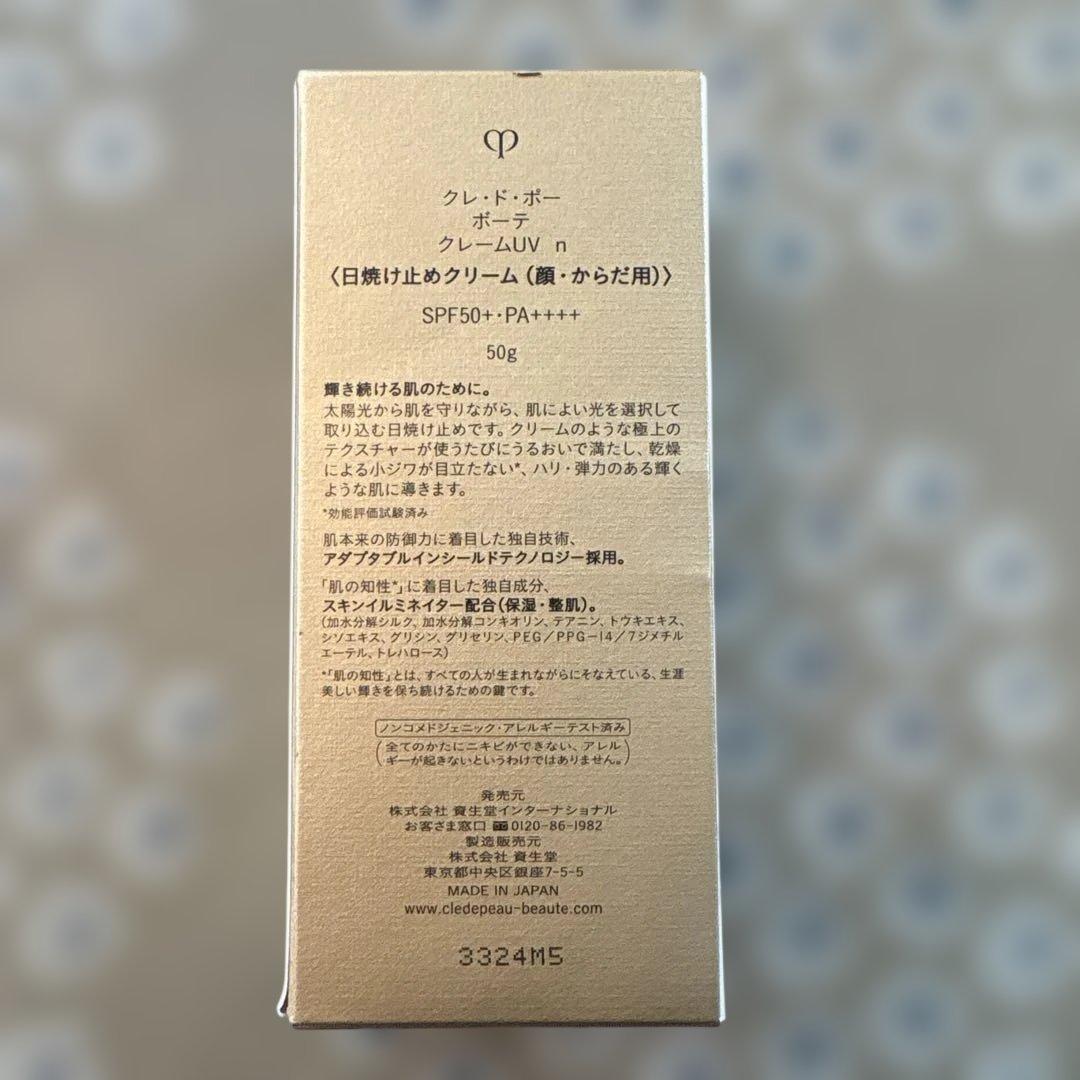 クレ・ド・ポー
ボーテ
クレームUV n
〈日焼け止めクリーム（顔・からだ用）〉
SPF50+・PA++++
50g
輝き続ける肌のために。
太陽光から肌を守りながら、肌によい光を選択して
取り込む日焼け止めです。クリームのような極上の
テクスチャーが使うたびにうるおいで満たし、乾燥
による小ジワが目立たない*、ハリ・弾力のある輝く
ような肌に導きます。
*効能評価試験済み
肌本来の防御力に着目した独自技術、
アダプタブルインシールドテクノロジー採用。
「肌の知性*」に着目した独自成分、
スキンイルミネイター配合（保湿・整肌）。
（加水分解シルク、加水分解コンキオリン、テアニン、トウキエキス、
シソエキス、グリシン、グリセリン、PEG／PPG－14／7ジメチル
エーテル、トレハロース）
*「肌の知性」とは、すべての人が生まれながらにそなえている、生涯
美しい輝きを保ち続けるための鍵です。
ノンコメドジェニック・アレルギーテスト済み
（全てのかたにニキビができない、アレル
ギーが起きないというわけではありません。）
発売元
株式会社 資生堂インターナショナル
お客さま窓口 0120-86-1982
製造販売元
株式会社 資生堂
東京都中央区銀座7-5-5
MADE IN JAPAN
www.cledepeau-beaute.com
3324M5